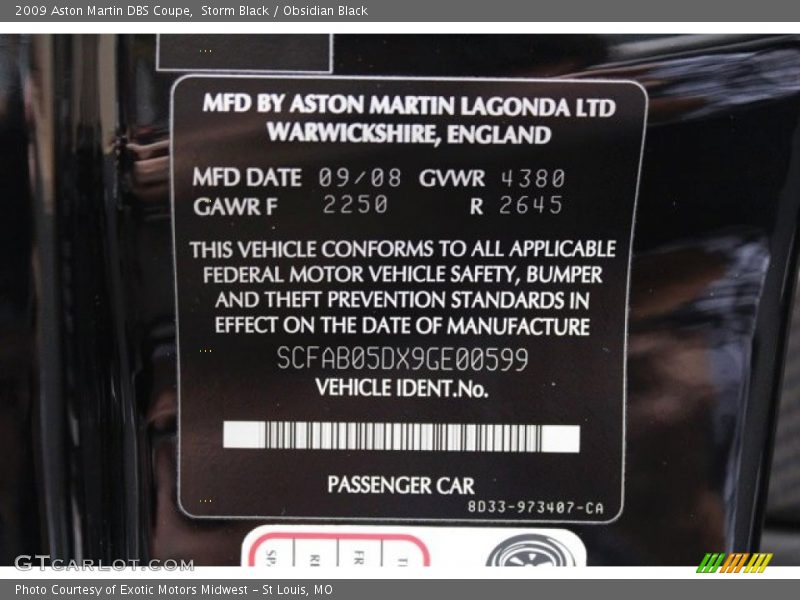 2009 Aston Martin DBS Coupe, Storm Black / Obsidian Black
MFD BY ASTON MARTIN LAGONDA LTD
WARWICKSHIRE, ENGLAND
MFD DATE 09/08 GVWR 4380
GAWR F 2250 R 2645
THIS VEHICLE CONFORMS TO ALL APPLICABLE
FEDERAL MOTOR VEHICLE SAFETY, BUMPER
AND THEFT PREVENTION STANDARDS IN
EFFECT ON THE DATE OF MANUFACTURE
SCFAB05DX9GE00599
VEHICLE IDENT.No.
PASSENGER CAR
8D33-973407-CA
GTCARLOT.COM
Photo Courtesy of Exotic Motors Midwest – St Louis, MO